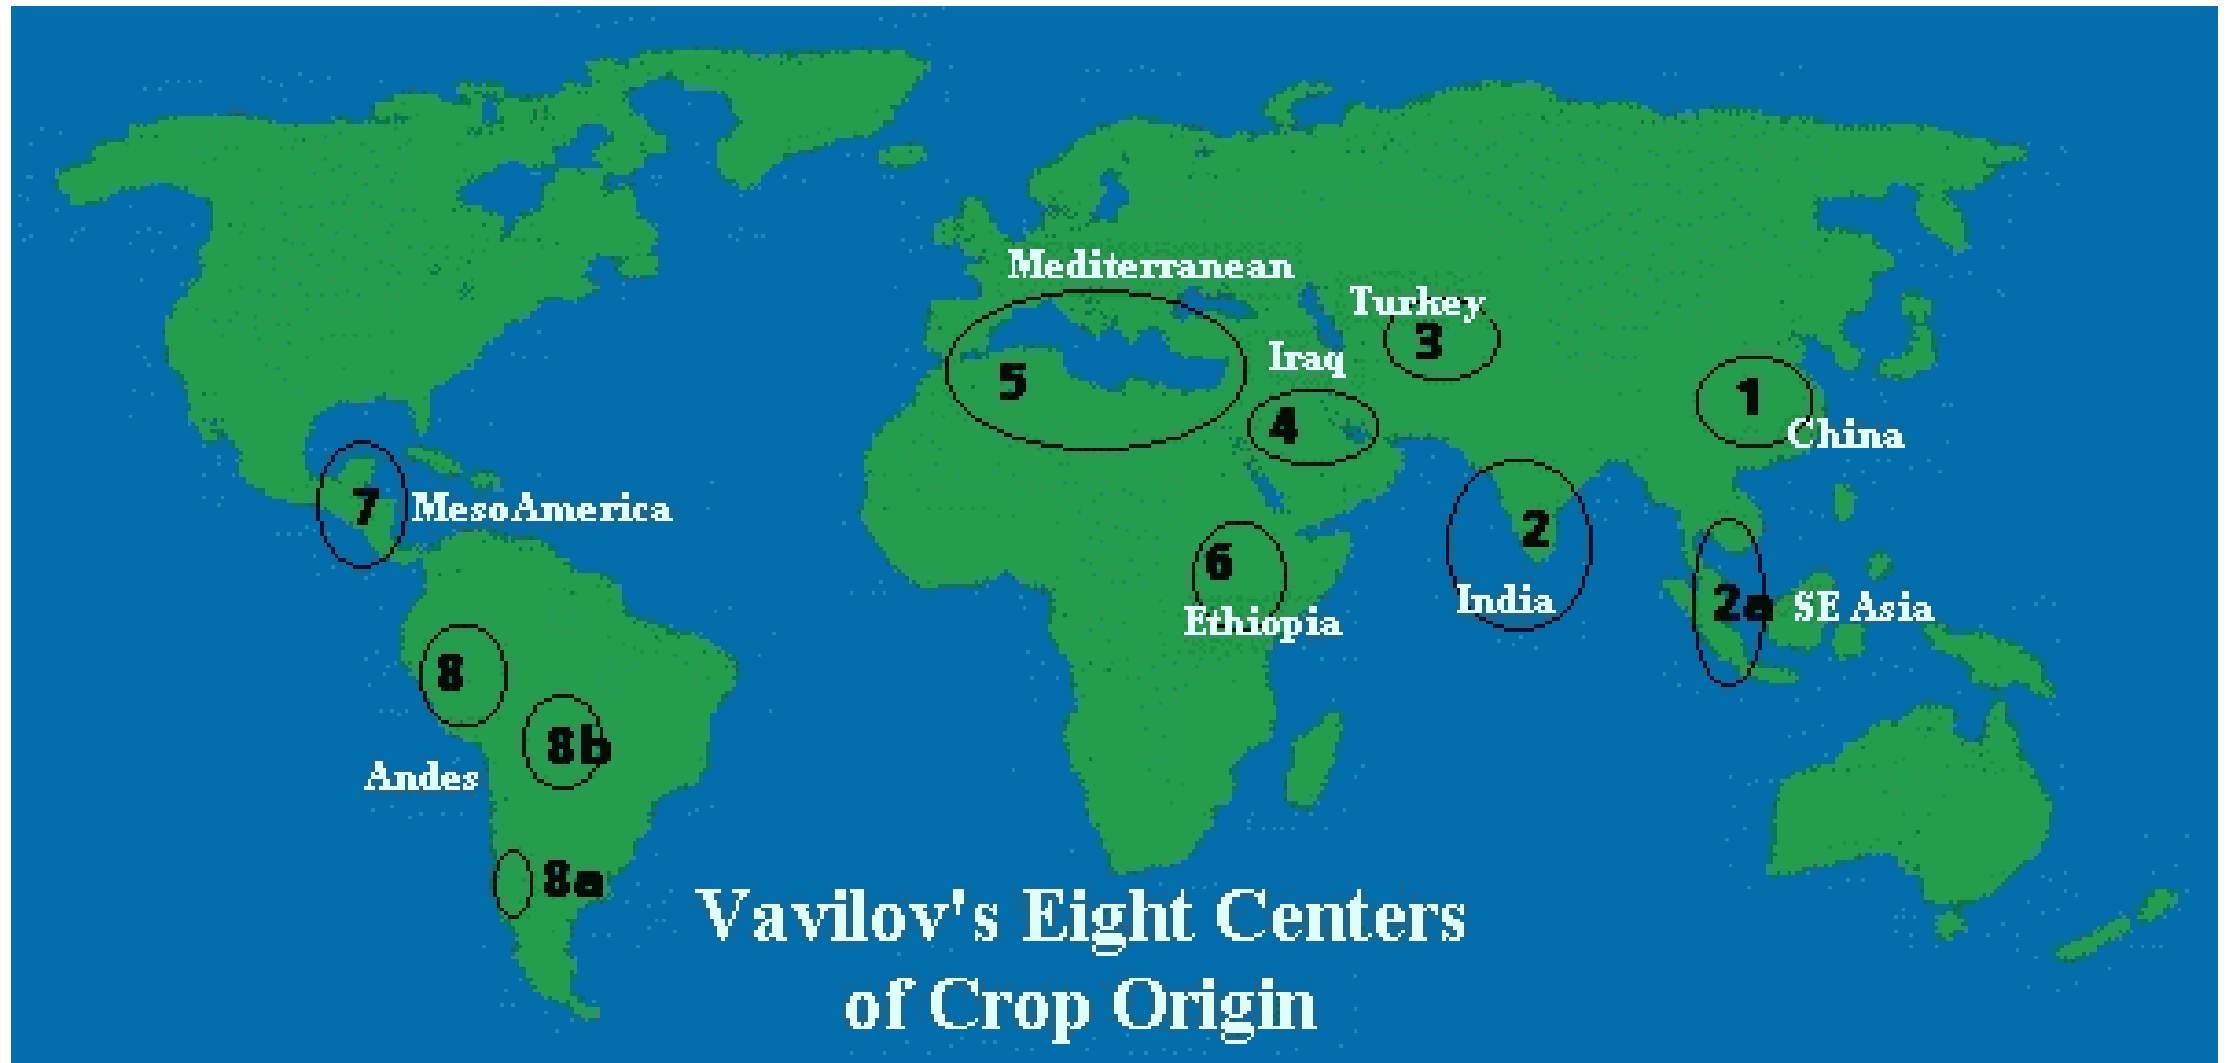 Mediterranean
Turkey
3
Iraq
5
1
4
China
7
MesoAmerica
2
6
India
Ethiopia
2a
SE Asia
8
8b
Andes
8a
Vavilov's Eight Centers
of Crop Origin